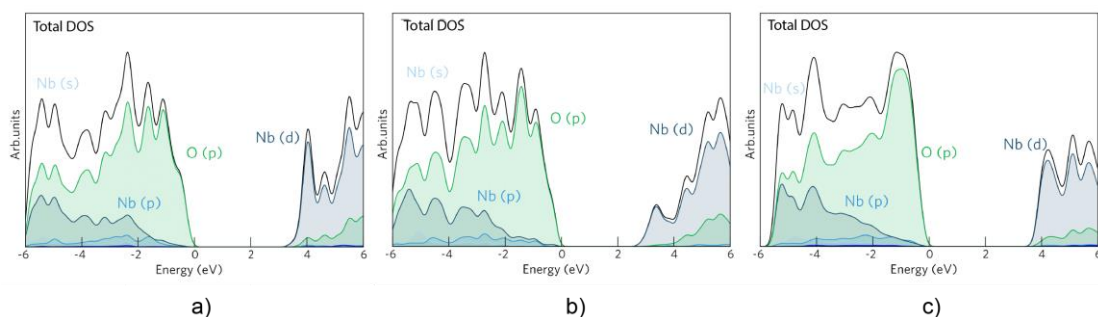 Total DOS
Nb (s)
O (p)
Nb (d)
Nb (p)
Arb.units
-6 -4 -2 0 2 4 6
Energy (eV)
a)
Total DOS
Nb (s)
O (p)
Nb (d)
Nb (p)
Arb.units
-6 -4 -2 0 2 4 6
Energy (eV)
b)
Total DOS
Nb (s)
O (p)
Nb (d)
Nb (p)
Arb.units
-6 -4 -2 0 2 4 6
Energy (eV)
c)